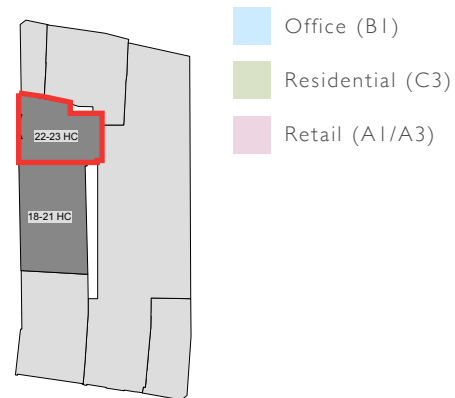 Office (B1)
Residential (C3)
Retail (A1/A3)
22-23 HC
18-21 HC